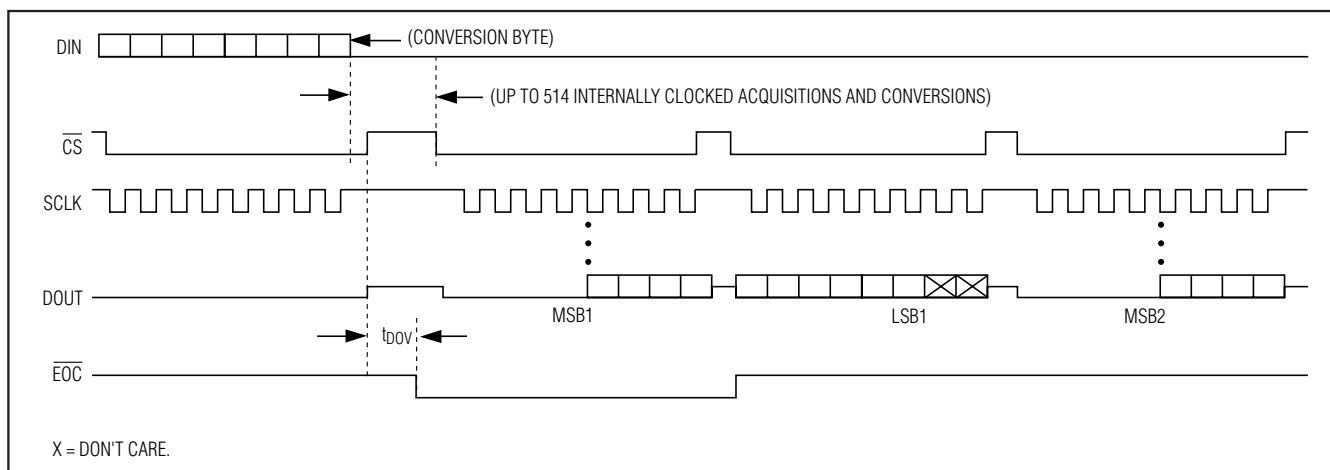 DIN
(CONVERSION BYTE)
(UP TO 514 INTERNALLY CLOCKED ACQUISITIONS AND CONVERSIONS)
CS
SCLK
DOUT
MSB1
LSB1
MSB2
tDOV
EOC
X = DON'T CARE.